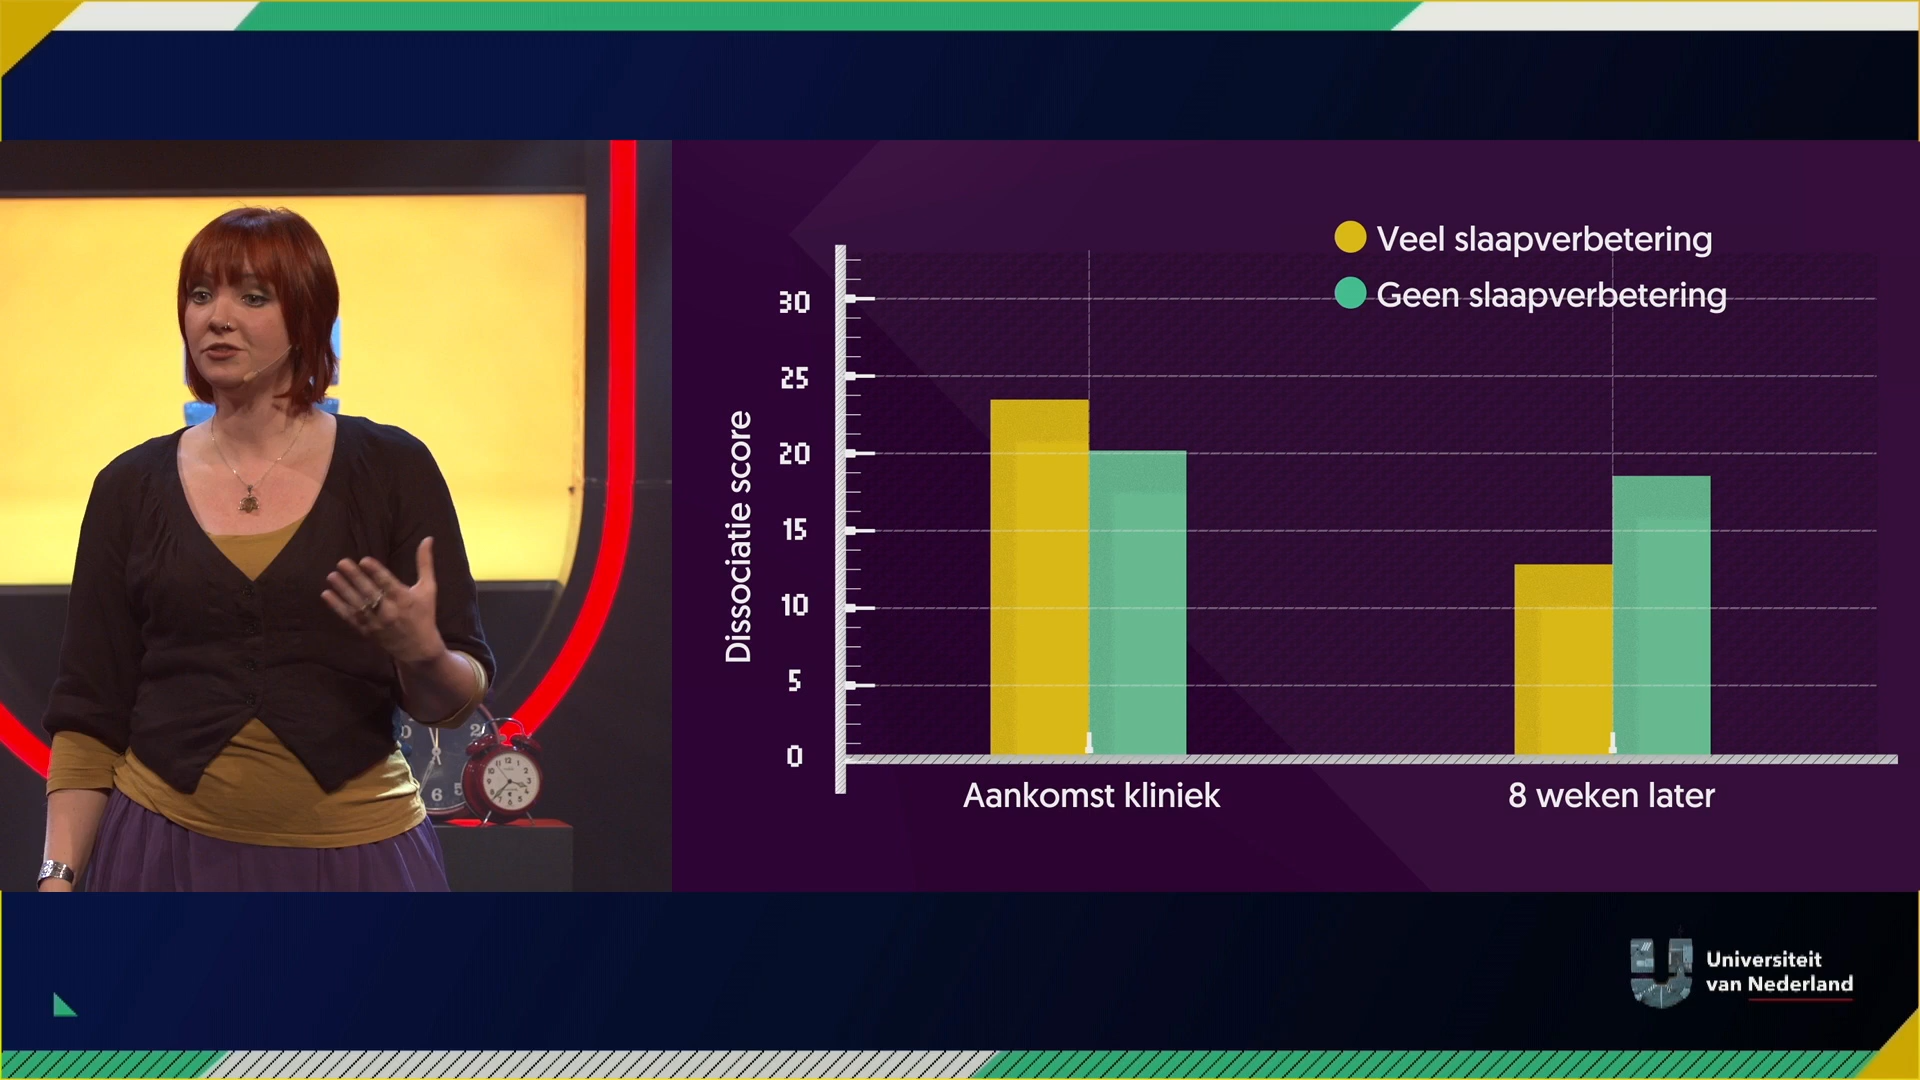 Veel slaapverbetering
Geen slaapverbetering
Dissociatie score
30
25
20
15
10
5
0
Aankomst kliniek
8 weken later
Universiteit
van Nederland